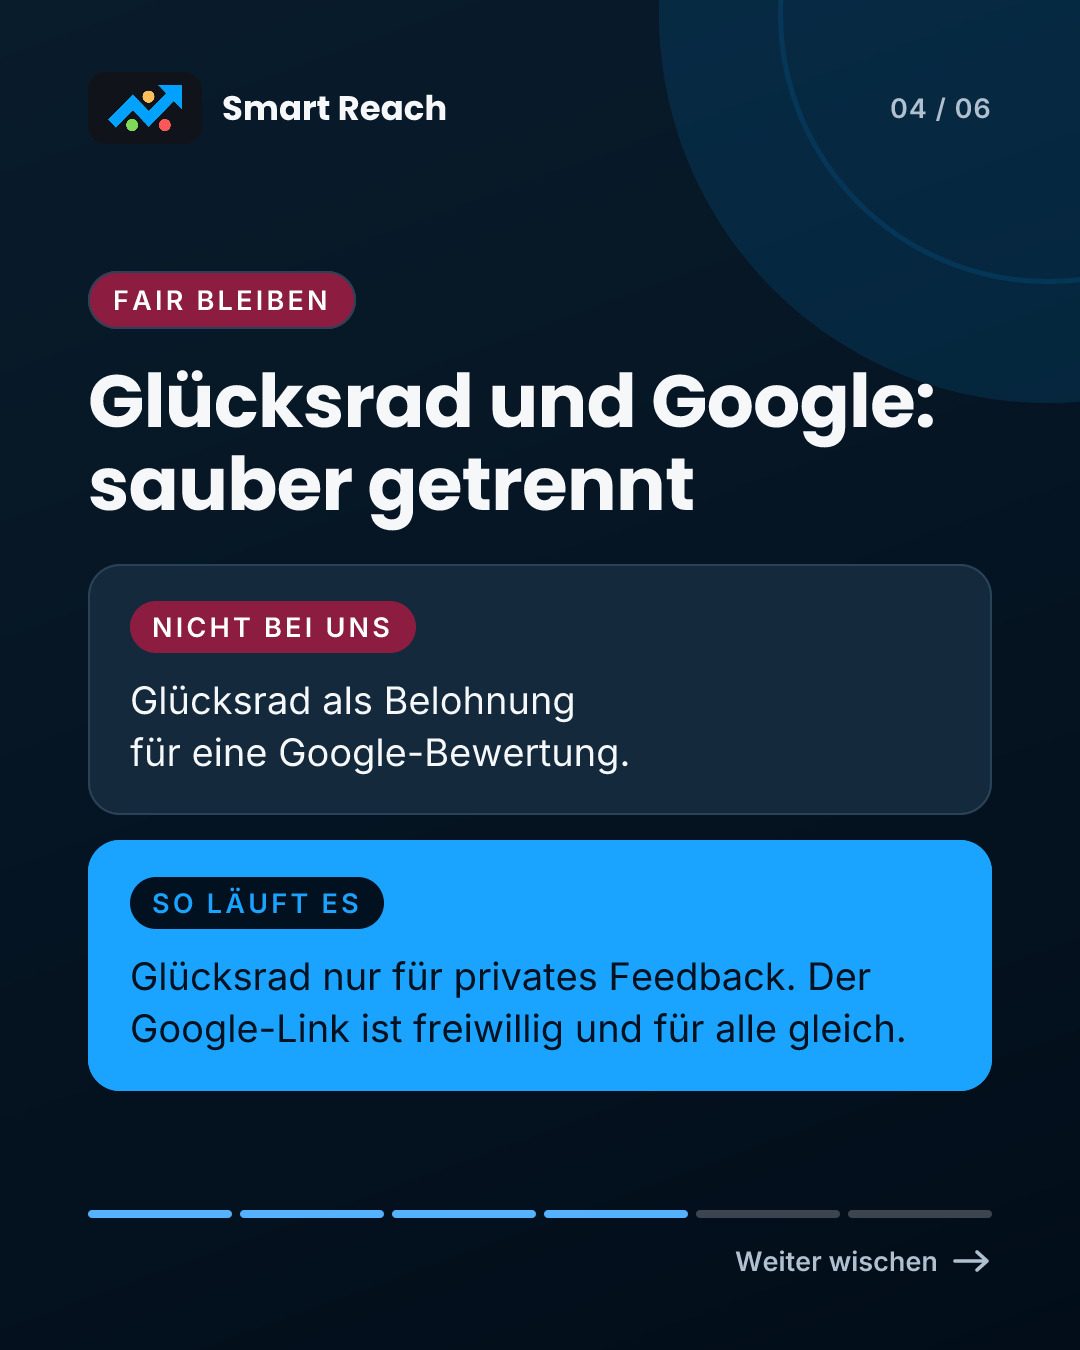 Smart Reach
04 / 06
FAIR BLEIBEN
Glücksrad und Google:
sauber getrennt
NICHT BEI UNS
Glücksrad als Belohnung
für eine Google-Bewertung.
SO LÄUFT ES
Glücksrad nur für privates Feedback. Der
Google-Link ist freiwillig und für alle gleich.
Weiter wischen →